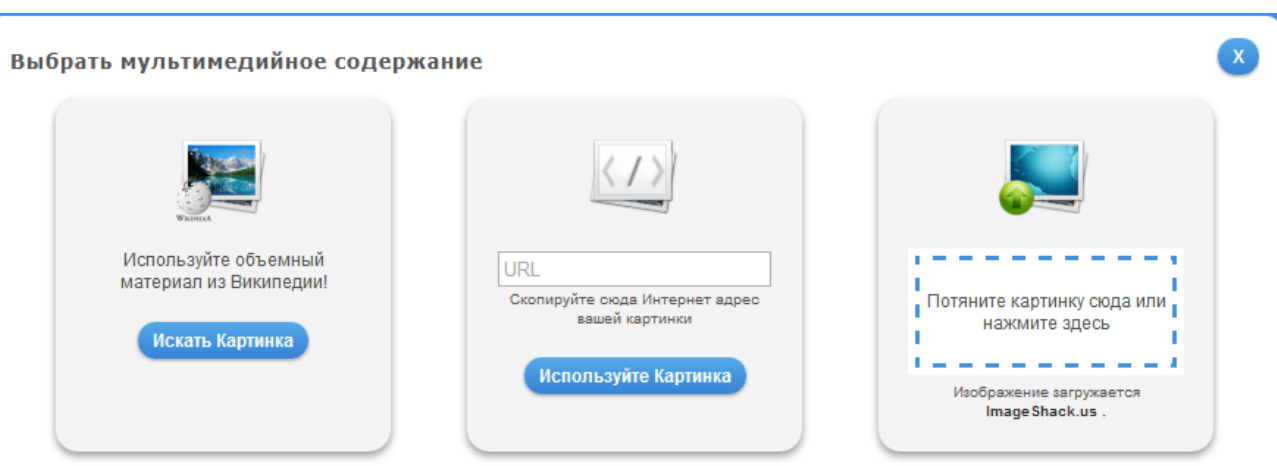 Выбрать мультимедийное содержание
X
WIKIPEDIA
Используйте объемный
материал из Википедии!
Искать Картинка
</>
URL
Скопируйте сюда Интернет адрес
вашей картинки
Используйте Картинка
Потяните картинку сюда или
нажмите здесь
Изображение загружается
ImageShack.us .